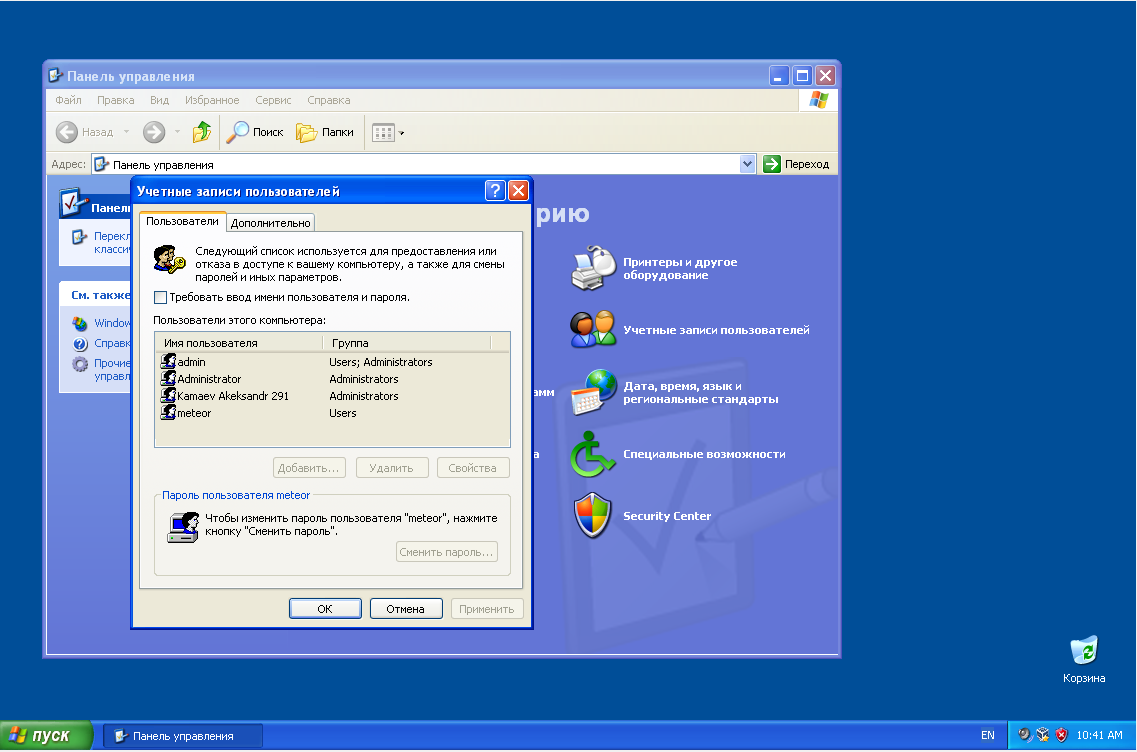 Панель управления
Файл Правка Вид Избранное Сервис Справка
Назад Поиск Папки
Адрес: Панель управления Переход
Учетные записи пользователей
Пользователи Дополнительно
Следующий список используется для предоставления или
отказа в доступе к вашему компьютеру, а также для смены
паролей и иных параметров.
Требовать ввод имени пользователя и пароля.
Пользователи этого компьютера:
Имя пользователя Группа
admin Users; Administrators
Administrator Administrators
Kamaev Akeksandr 291 Administrators
meteor Users
Добавить... Удалить Свойства
Пароль пользователя meteor
Чтобы изменить пароль пользователя "meteor", нажмите
кнопку "Сменить пароль".
Сменить пароль...
ОК Отмена Применить
Панель
Перекл
класси
См. также
Window
Справк
Прочие
управл
рию
Принтеры и другое
оборудование
Учетные записи пользователей
амм
Дата, время, язык и
региональные стандарты
а
Специальные возможности
Security Center
Корзина
пуск Панель управления EN 10:41 AM